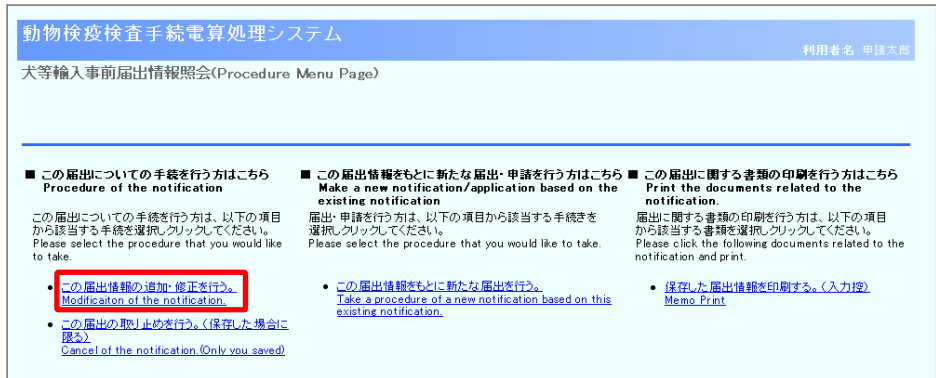 動物検疫検査手続電算処理システム
利用者名 申請太郎
犬等輸入事前届出情報照会(Procedure Menu Page)
■ この届出についての手続を行う方はこちら
Procedure of the notification
この届出についての手続を行う方は、以下の項目
から該当する手続を選択しクリックしてください。
Please select the procedure that you would like
to take.
• この届出情報の追加・修正を行う。
Modificaiton of the notification.
• この届出の取り止めを行う。（保存した場合に
限る）
Cancel of the notification.(Only you saved)
■ この届出情報をもとに新たな届出・申請を行う方はこちら
Make a new notification/application based on the
existing notification
届出・申請を行う方は、以下の項目から該当する手続きを
選択しクリックしてください。
Please select the procedure that you would like to take.
• この届出情報をもとに新たな届出を行う。
Take a procedure of a new notification based on this
existing notification.
■ この届出に関する書類の印刷を行う方はこちら
Print the documents related to the
notification.
届出に関する書類の印刷を行う方は、以下の項目
から該当する書類を選択しクリックしてください。
Please click the following documents related to the
notification and print.
• 保存した届出情報を印刷する。（入力控）
Memo Print